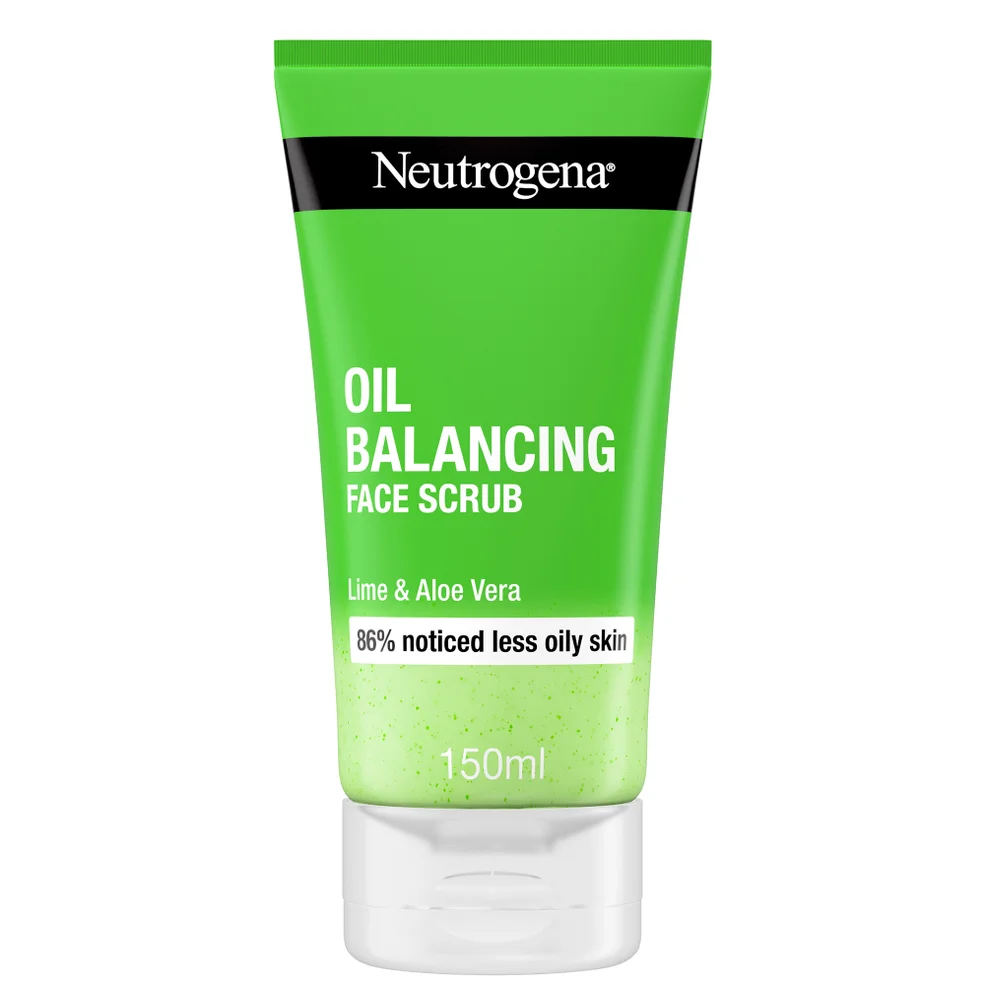 Neutrogena®
OIL
BALANCING
FACE SCRUB
Lime & Aloe Vera
86% noticed less oily skin
150ml